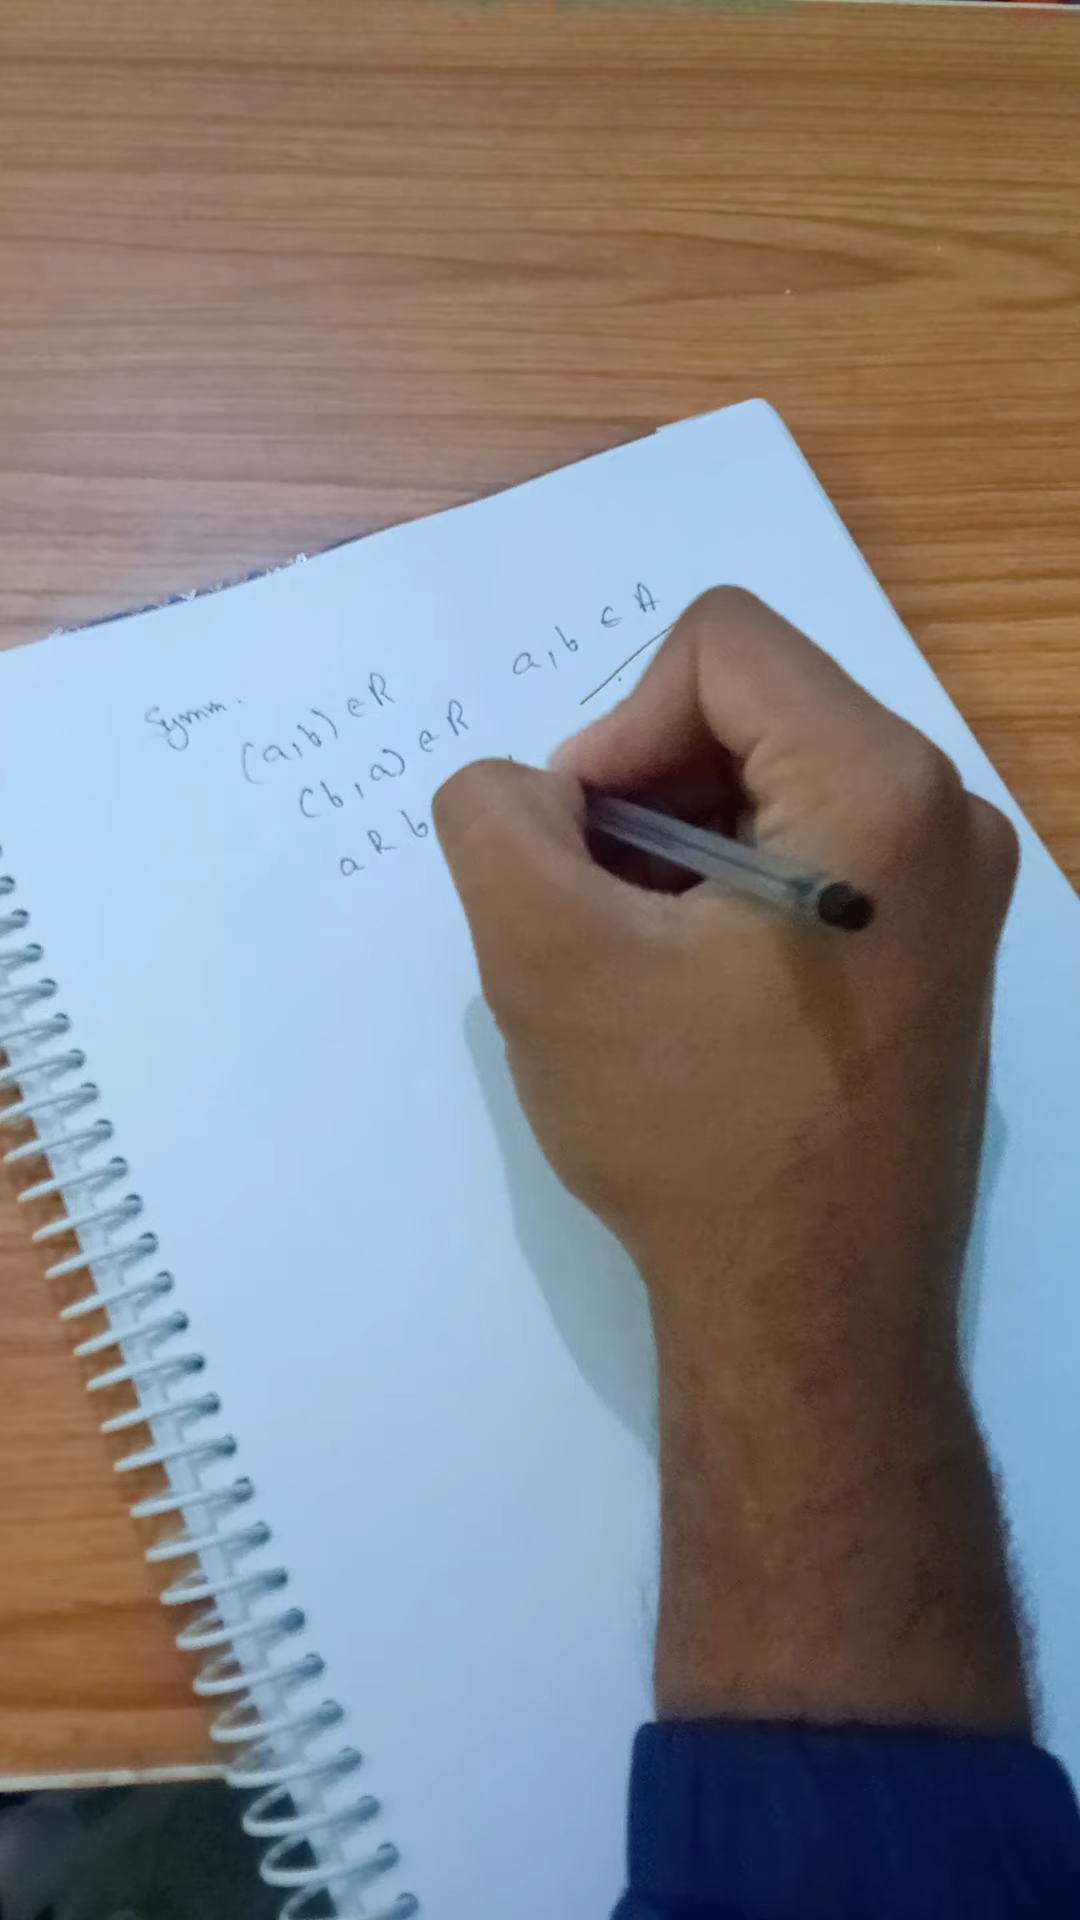 Symm.
(a,b) ∈ R    a,b ∈ A
(b,a) ∈ R
a R b